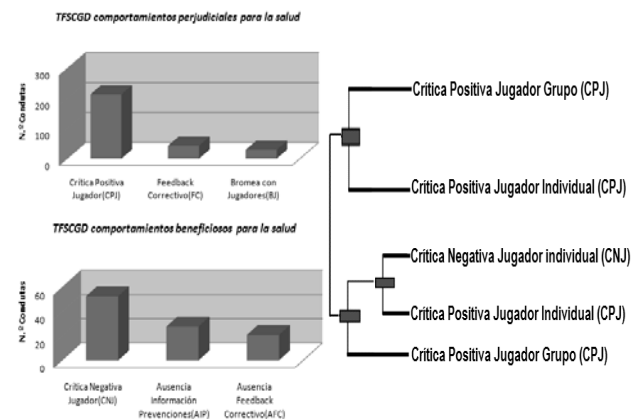 TFSCGD comportamientos perjudiciales para la salud
N.º Condutas
300
200
100
0
Crítica Positiva
Jugador(CPJ)
Feedback
Correctivo(FC)
Bromea con
Jugadores(BJ)
TFSCGD comportamientos beneficiosos para la salud
N.º Condutas
60
40
20
0
Crítica Negativa
Jugador(CNJ)
Ausencia
Información
Prevenciones(AIP)
Ausencia
Feedback
Correctivo(AFC)
Crítica Positiva Jugador Grupo (CPJ)
Crítica Positiva Jugador Individual (CPJ)
Crítica Negativa Jugador individual (CNJ)
Crítica Positiva Jugador Individual (CPJ)
Crítica Positiva Jugador Grupo (CPJ)